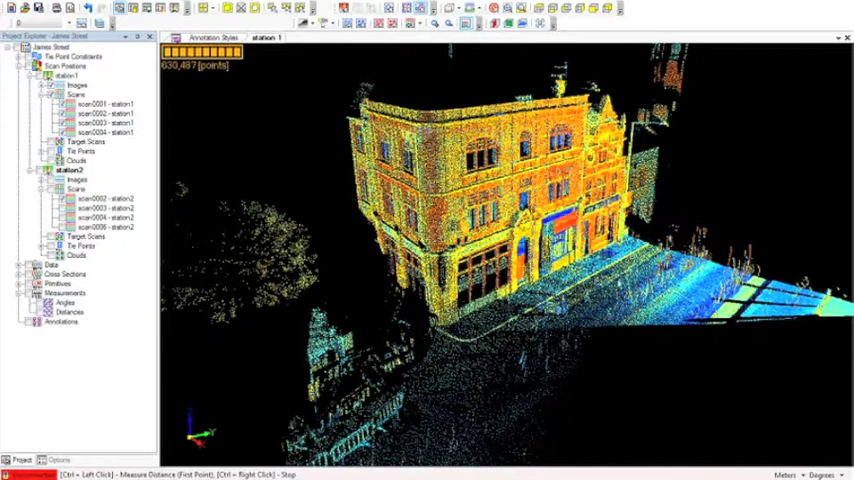 0
Project Explorer - James Street
Annotation Styles
station 1
James Street
Tie Point Constraints
Scan Positions
station1
Images
Scans
scan0001 - station1
scan0002 - station1
scan0003 - station1
scan0004 - station1
Target Scans
Tie Points
Clouds
station2
Images
Scans
scan0002 - station2
scan0003 - station2
scan0004 - station2
scan0005 - station2
Target Scans
Tie Points
Clouds
Data
Cross Sections
Primitives
Measurements
Angles
Distances
Annotations
630,487 [points]
Project
Options
[Ctrl + Left Click] - Measure Distance (First Point), [Ctrl + Right Click] - Stop
Meters
Degrees